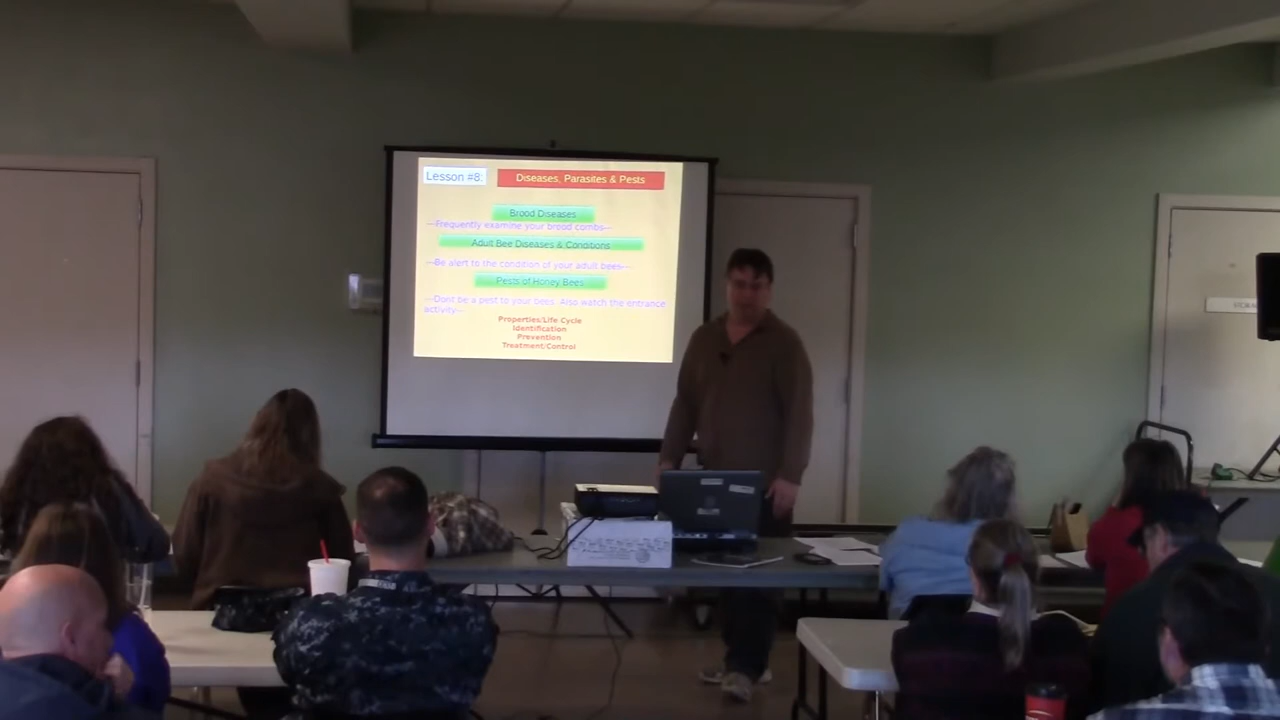 Lesson #8:
Diseases, Parasites & Pests
Brood Diseases
---Frequently examine your brood combs---
Adult Bee Diseases & Conditions
---Be alert to the condition of your adult bees---
Pests of Honey Bees
---Dont be a pest to your bees. Also watch the entrance
activity---
Properties/Life Cycle
Identification
Prevention
Treatment/Control